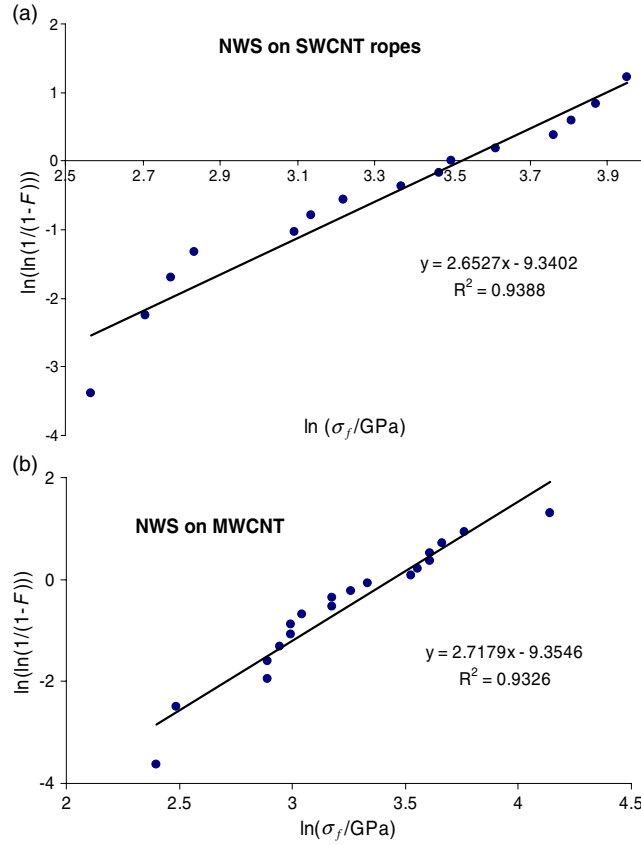 (a)
NWS on SWCNT ropes
2
1
0
-1
-2
-3
-4
2.5 2.7 2.9 3.1 3.3 3.5 3.7 3.9
ln(ln(1/(1-F)))
y = 2.6527x - 9.3402
R² = 0.9388
ln (σf/GPa)
(b)
NWS on MWCNT
2
0
-2
-4
2 2.5 3 3.5 4 4.5
ln(ln(1/(1-F)))
y = 2.7179x - 9.3546
R² = 0.9326
ln(σf/GPa)